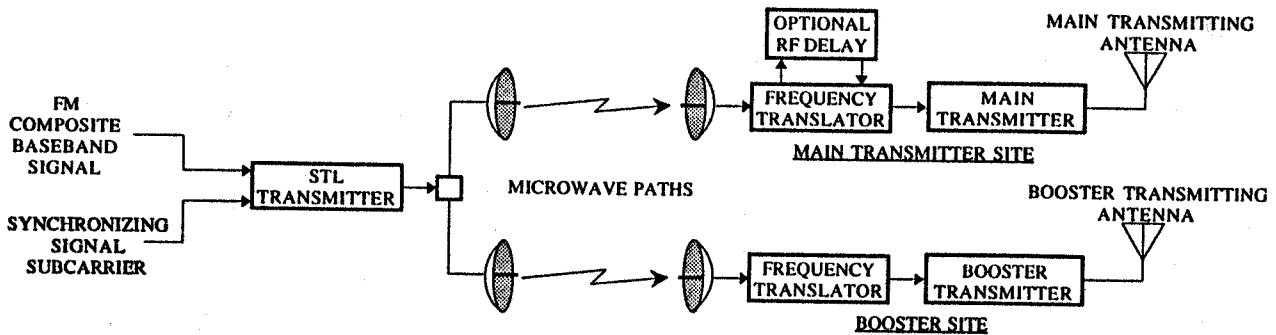 FM
COMPOSITE
BASEBAND
SIGNAL
SYNCHRONIZING
SIGNAL
SUBCARRIER
STL
TRANSMITTER
MICROWAVE PATHS
OPTIONAL
RF DELAY
FREQUENCY
TRANSLATOR
MAIN
TRANSMITTER
MAIN TRANSMITTING
ANTENNA
MAIN TRANSMITTER SITE
FREQUENCY
TRANSLATOR
BOOSTER
TRANSMITTER
BOOSTER TRANSMITTING
ANTENNA
BOOSTER SITE